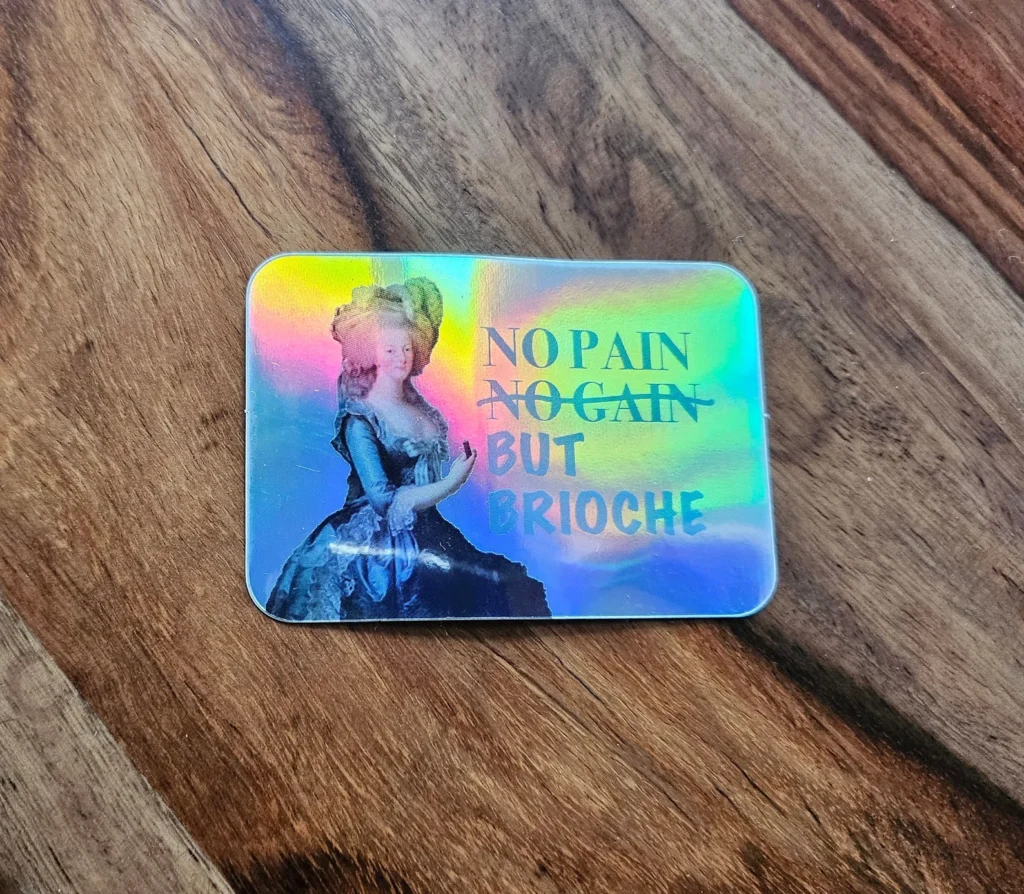 NO PAIN
NO GAIN
BUT
BRIOCHE